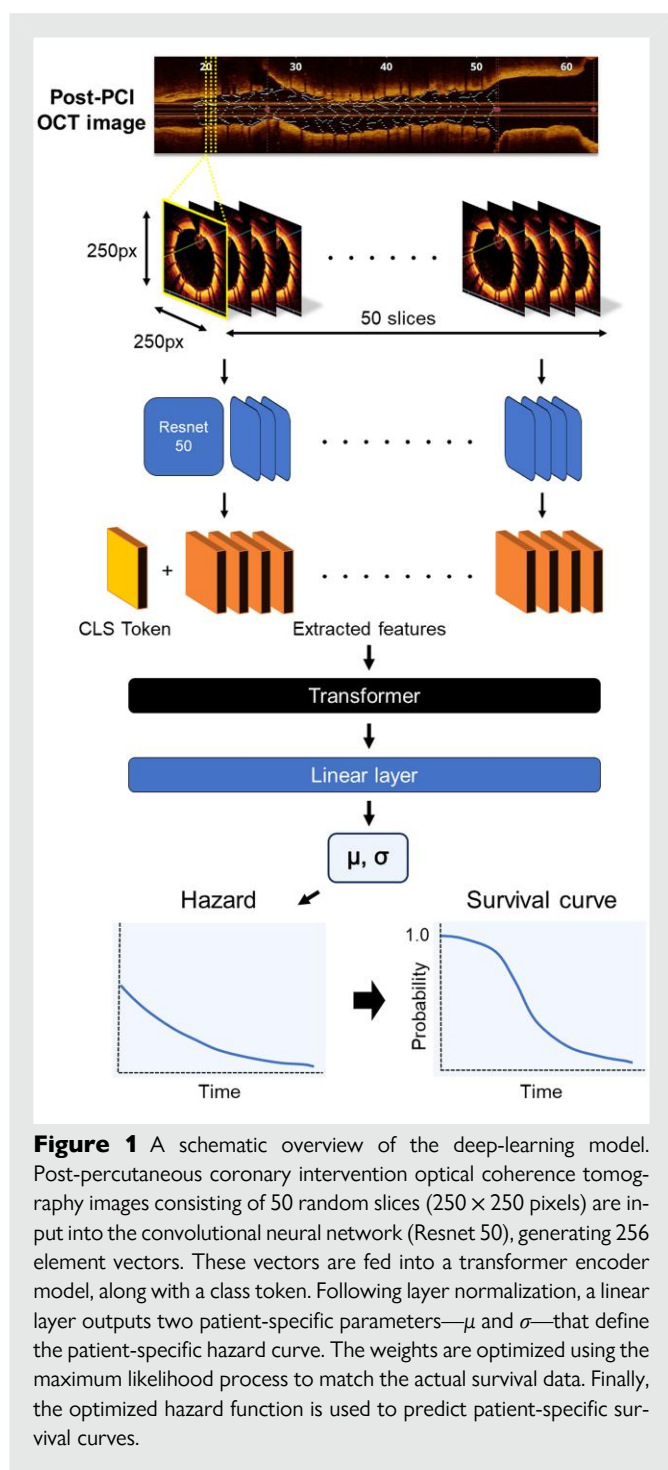 20 30 40 50 60
Post-PCI
OCT image
250px
250px
50 slices
Resnet
50
+
CLS Token Extracted features
Transformer
Linear layer
μ, σ
Hazard Survival curve
1.0
Probability
Time Time
Figure 1 A schematic overview of the deep-learning model.
Post-percutaneous coronary intervention optical coherence tomog-
raphy images consisting of 50 random slices (250 × 250 pixels) are in-
put into the convolutional neural network (Resnet 50), generating 256
element vectors. These vectors are fed into a transformer encoder
model, along with a class token. Following layer normalization, a linear
layer outputs two patient-specific parameters—μ and σ—that define
the patient-specific hazard curve. The weights are optimized using the
maximum likelihood process to match the actual survival data. Finally,
the optimized hazard function is used to predict patient-specific sur-
vival curves.